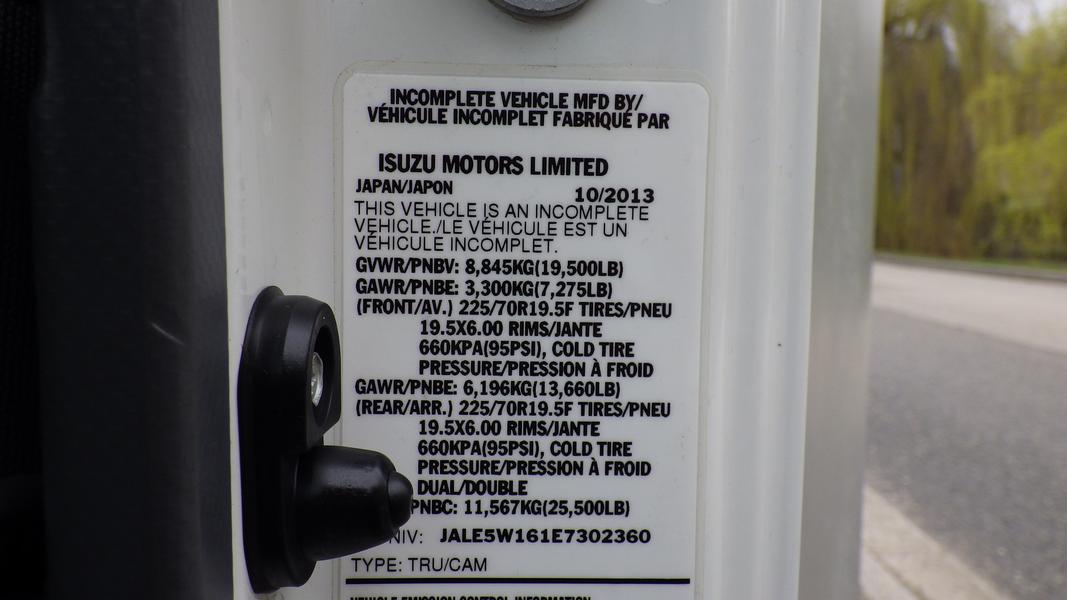 INCOMPLETE VEHICLE MFD BY/
VÉHICULE INCOMPLET FABRIQUÉ PAR
ISUZU MOTORS LIMITED
JAPAN/JAPON 10/2013
THIS VEHICLE IS AN INCOMPLETE
VEHICLE./LE VÉHICULE EST UN
VÉHICULE INCOMPLET.
GVWR/PNBV: 8,845KG(19,500LB)
GAWR/PNBE: 3,300KG(7,275LB)
(FRONT/AV.) 225/70R19.5F TIRES/PNEU
19.5X6.00 RIMS/JANTE
660KPA(95PSI), COLD TIRE
PRESSURE/PRESSION À FROID
GAWR/PNBE: 6,196KG(13,660LB)
(REAR/ARR.) 225/70R19.5F TIRES/PNEU
19.5X6.00 RIMS/JANTE
660KPA(95PSI), COLD TIRE
PRESSURE/PRESSION À FROID
DUAL/DOUBLE
PNBC: 11,567KG(25,500LB)
NIV: JALE5W161E7302360
TYPE: TRU/CAM
VEHICLE EMISSION CONTROL INFORMATION